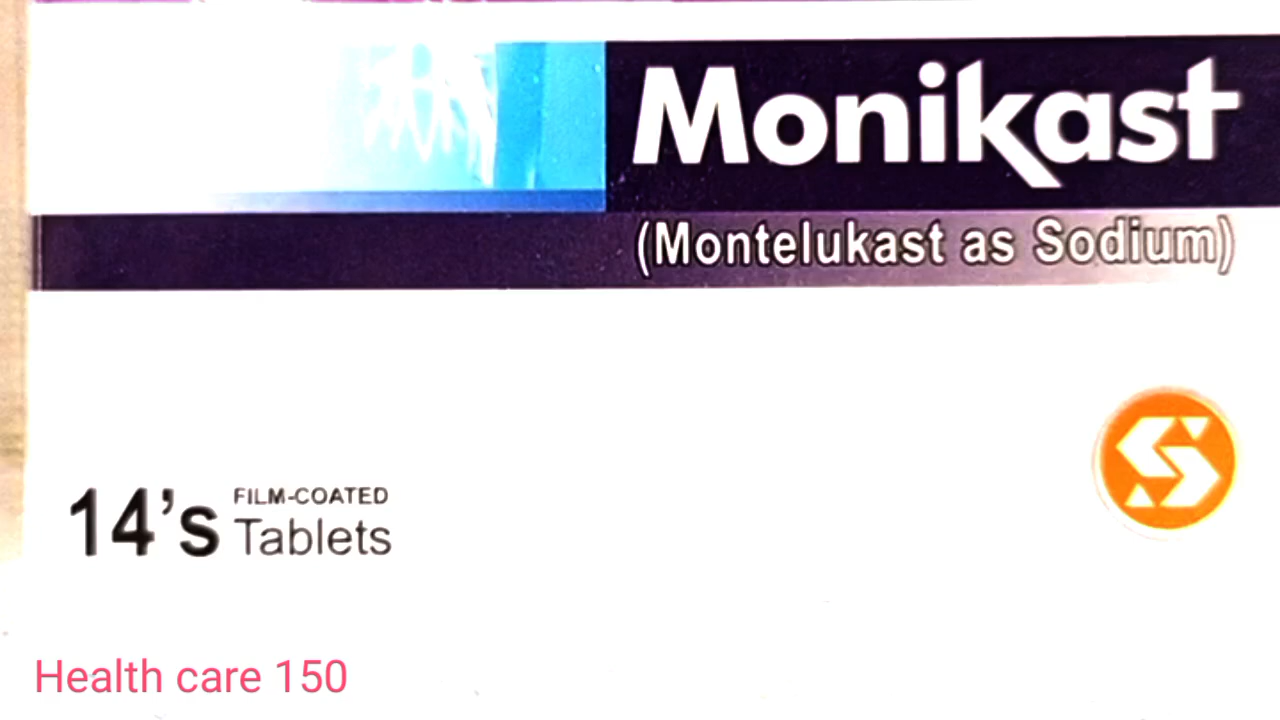 Monikast
(Montelukast as Sodium)
14's FILM-COATED
Tablets
Health care 150